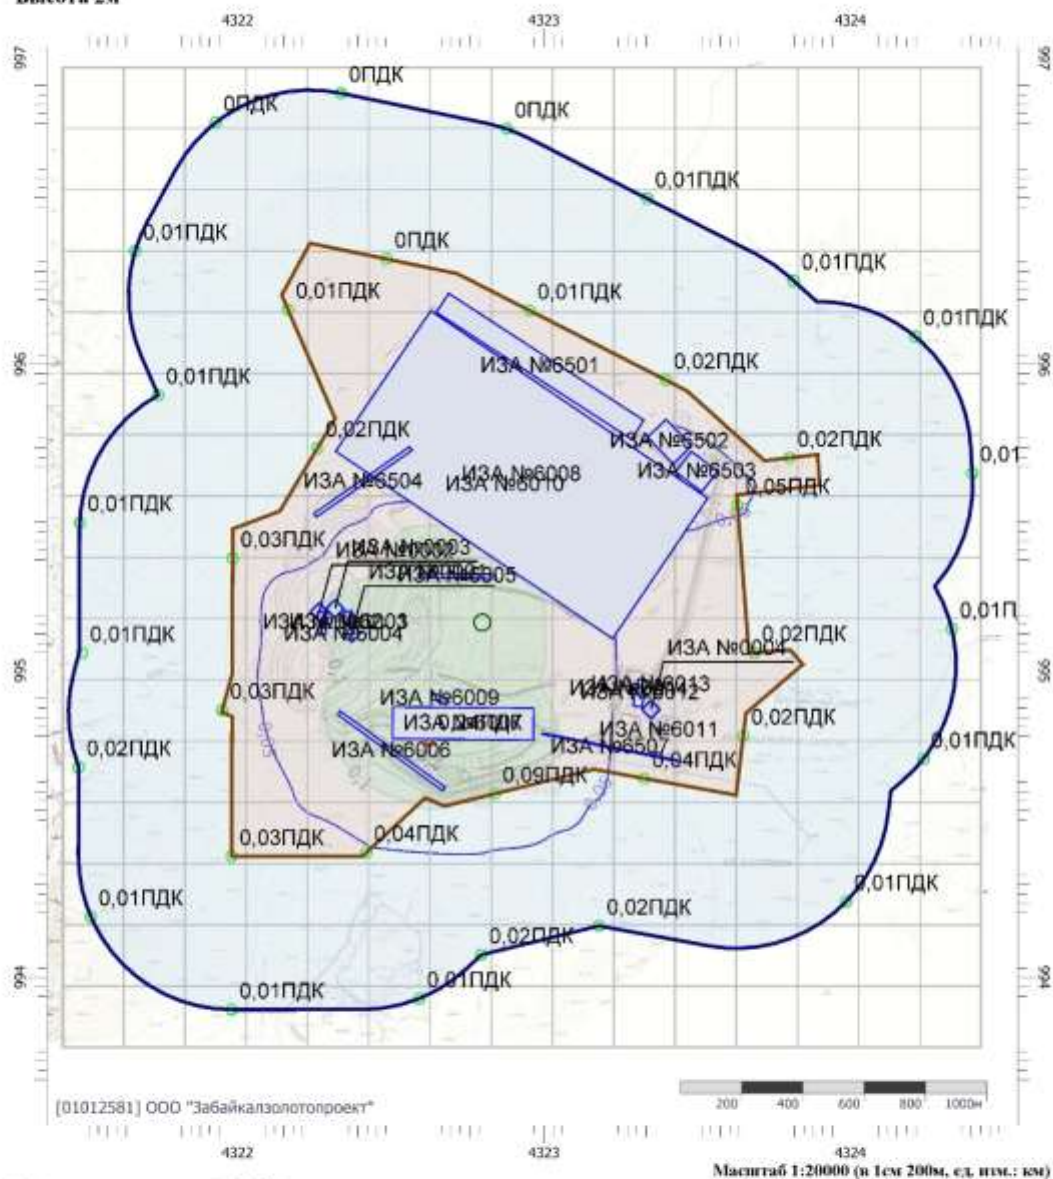 Высота 2м
4322 4323 4324
997 997
0ПДК
0ПДК
0ПДК
0,01ПДК
0,01ПДК
0ПДК
0,01ПДК
0,01ПДК
0,01ПДК
0,01ПДК
996 996
ИЗА №6501
0,02ПДК
0,01ПДК
0,02ПДК
ИЗА №6502
0,02ПДК
ИЗА №6504
ИЗА №6008
ИЗА №6503
0,01
ИЗА №6010
0,05ПДК
0,01ПДК
0,03ПДК
ИЗА №0003
ИЗА №6005
ИЗА №6004
0,01П
0,01ПДК
0,02ПДК
ИЗА №0004
995 995
0,03ПДК
ИЗА №6009
ИЗА №6013
ИЗА №6011
0,02ПДК
0,02ПДК
ИЗА №6006
ИЗА №6507
0,01ПДК
0,04ПДК
0,09ПДК
0,03ПДК
0,04ПДК
0,01ПДК
0,01ПДК
0,02ПДК
0,02ПДК
994 994
0,01ПДК
0,01ПДК
[01012581] ООО "Забайкалзолотопроект"
200 400 600 800 1000м
4322 4323 4324
Масштаб 1:20000 (в 1см 200м, ед. изм.: км)